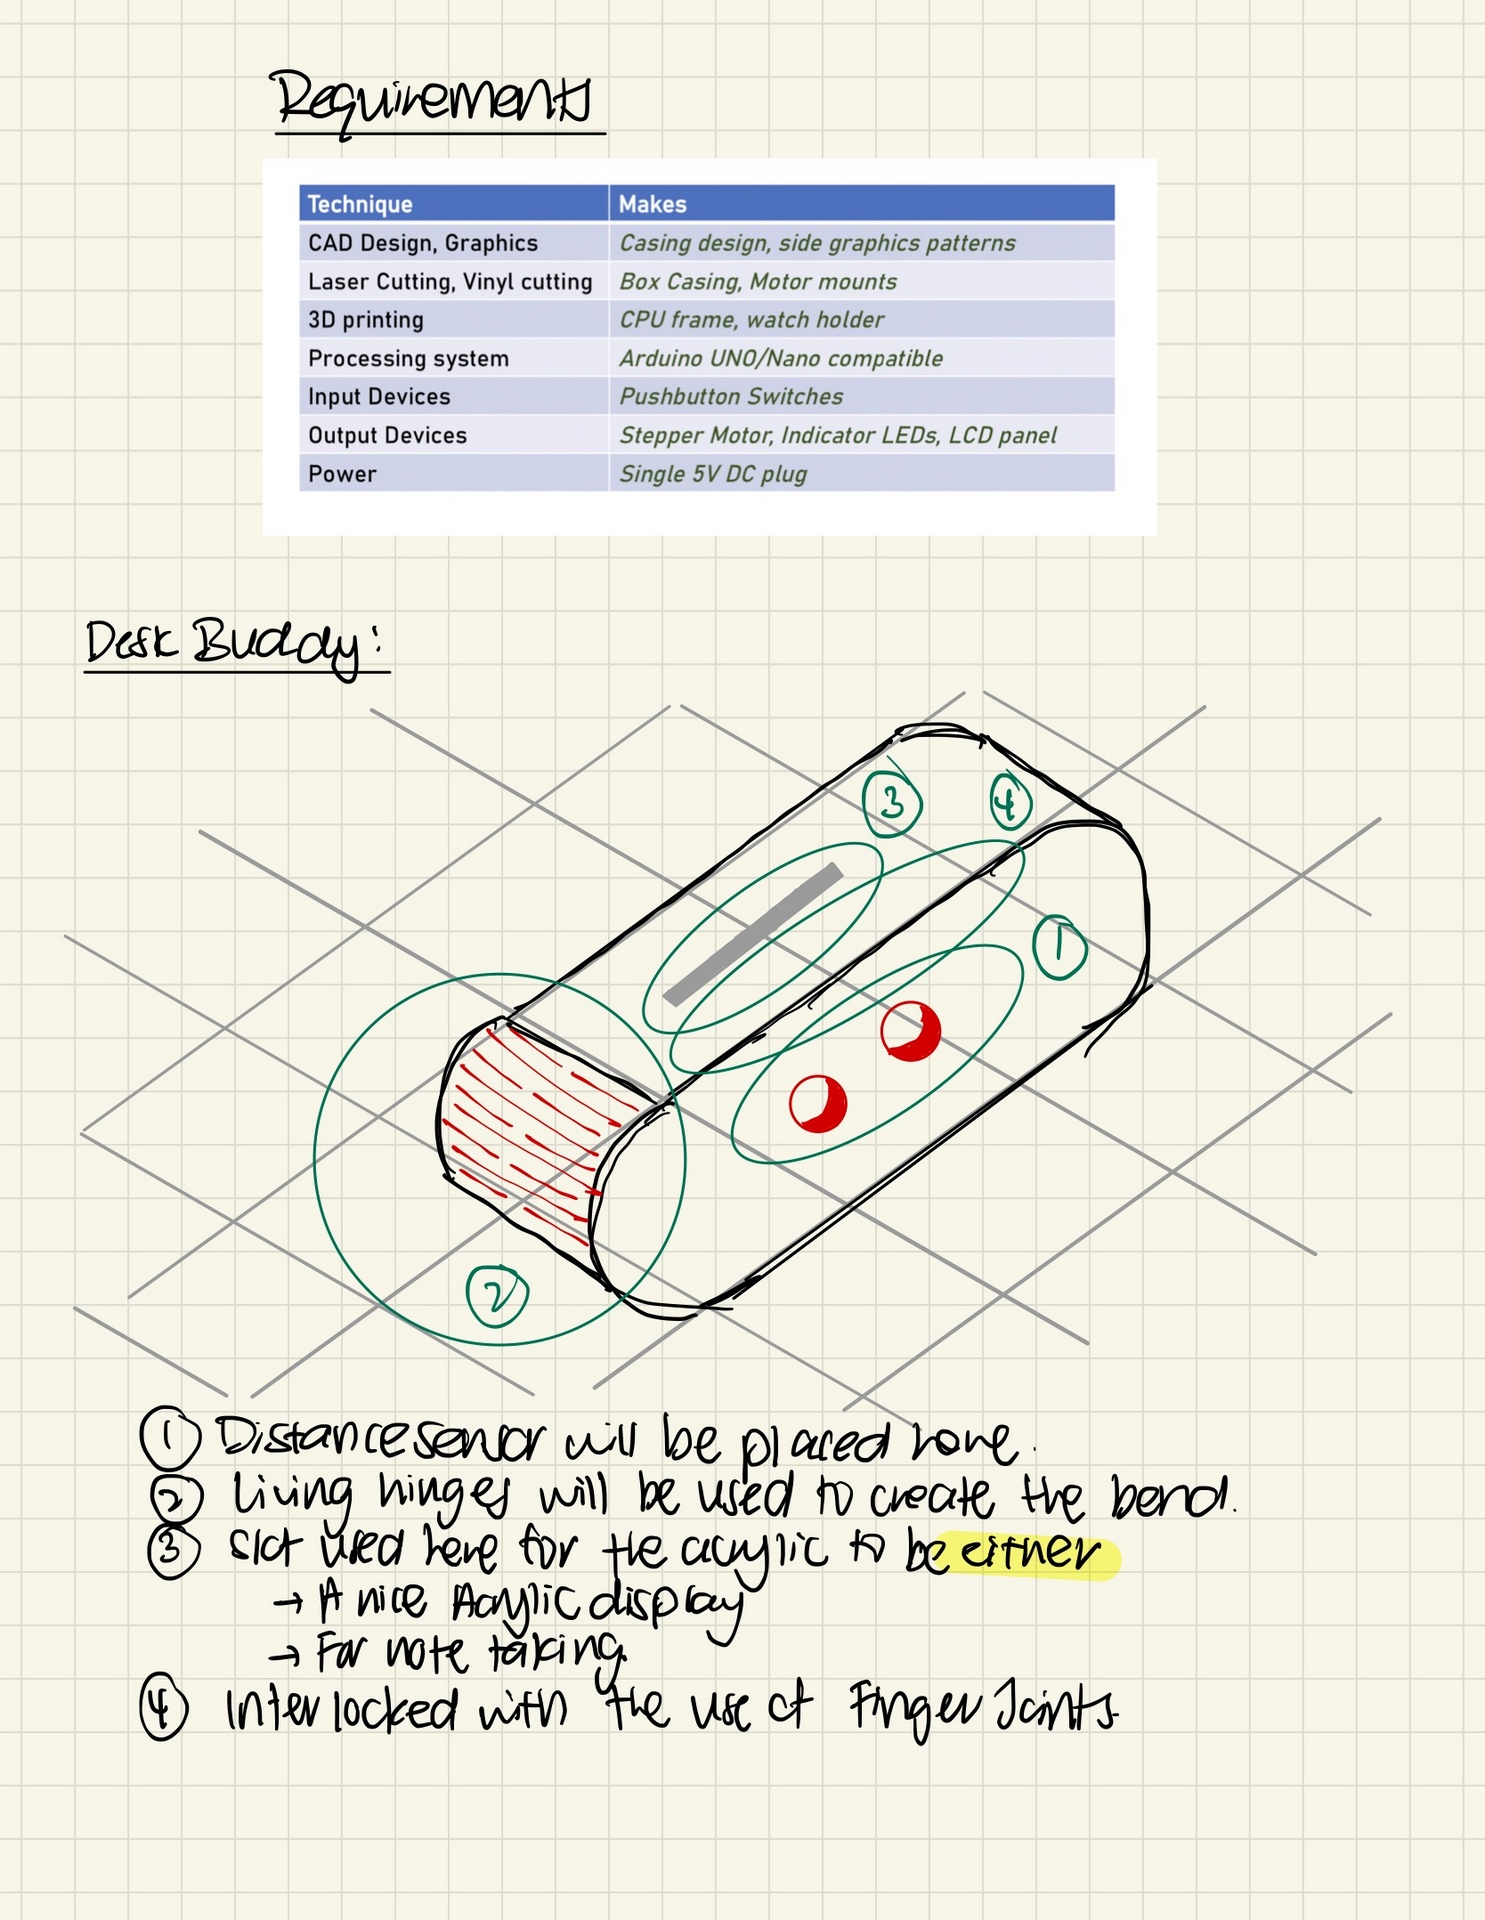 Requirements
Technique Makes
CAD Design, Graphics Casing design, side graphics patterns
Laser Cutting, Vinyl cutting Box Casing, Motor mounts
3D printing CPU frame, watch holder
Processing system Arduino UNO/Nano compatible
Input Devices Pushbutton Switches
Output Devices Stepper Motor, Indicator LEDs, LCD panel
Power Single 5V DC plug
Desk Buddy:
3 4
1
2
1 Distance sensor will be placed here.
2 Living hinges will be used to create the bend.
3 Slot used here for the acrylic to be either
→ A nice Acrylic display
→ For note taking
4 Interlocked with the use of Finger Joints